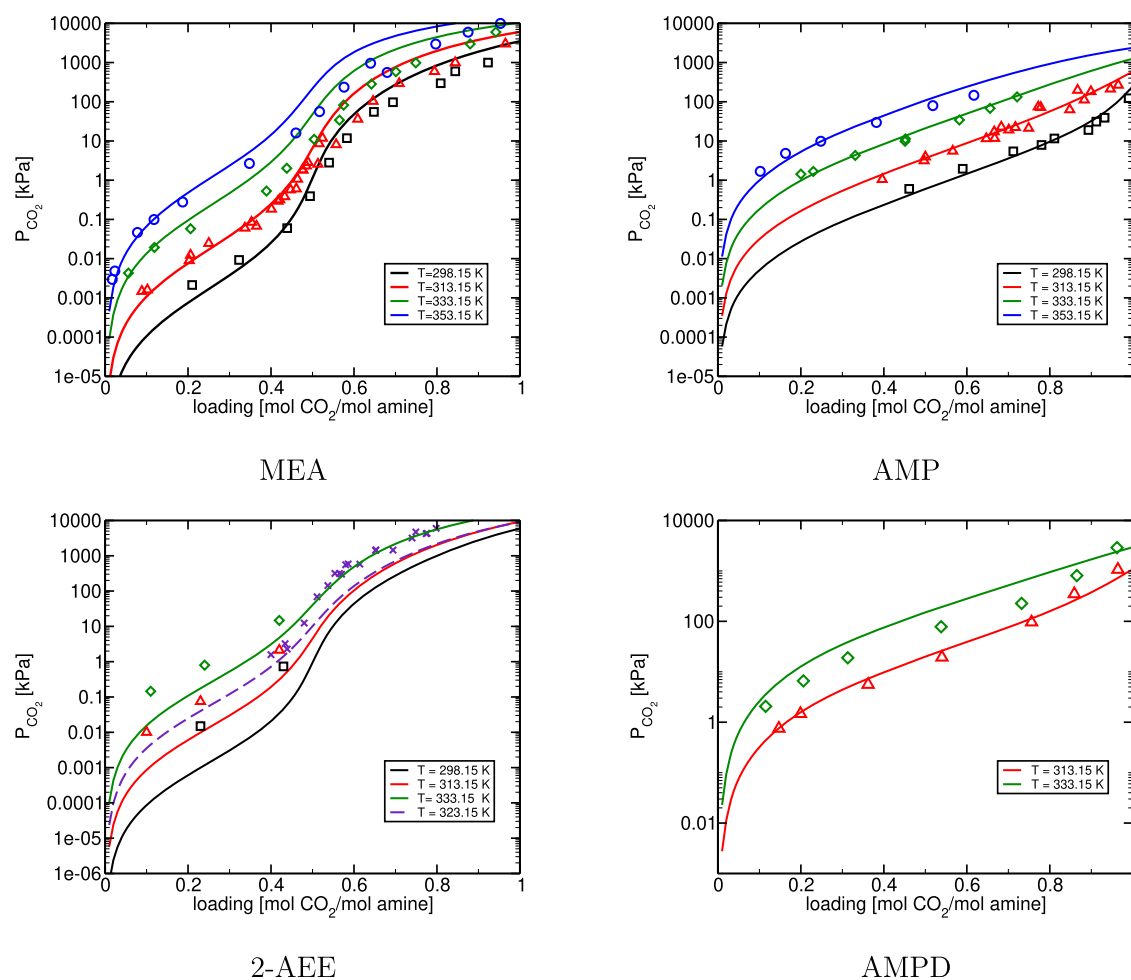 10000
1000
100
10
1
0.1
0.01
0.001
0.0001
1e-05
P_CO2 [kPa]
0 0.2 0.4 0.6 0.8 1
loading [mol CO2/mol amine]
T=298.15 K
T=313.15 K
T=333.15 K
T=353.15 K
MEA
10000
1000
100
10
1
0.1
0.01
0.001
0.0001
1e-05
P_CO2 [kPa]
0 0.2 0.4 0.6 0.8
loading [mol CO2/mol amine]
T = 298.15 K
T = 313.15 K
T = 333.15 K
T = 353.15 K
AMP
10000
1000
100
10
1
0.1
0.01
0.001
0.0001
1e-05
1e-06
P_CO2 [kPa]
0 0.2 0.4 0.6 0.8 1
loading [mol CO2/mol amine]
T = 298.15 K
T = 313.15 K
T = 333.15 K
T = 323.15 K
2-AEE
10000
100
1
0.01
P_CO2 [kPa]
0 0.2 0.4 0.6 0.8
loading [mol CO2/mol amine]
T = 313.15 K
T = 333.15 K
AMPD